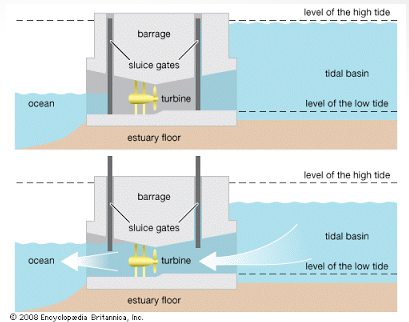 level of the high tide
barrage
sluice gates
tidal basin
ocean
turbine
level of the low tide
estuary floor
level of the high tide
barrage
sluice gates
tidal basin
ocean
turbine
level of the low tide
estuary floor
© 2008 Encyclopædia Britannica, Inc.